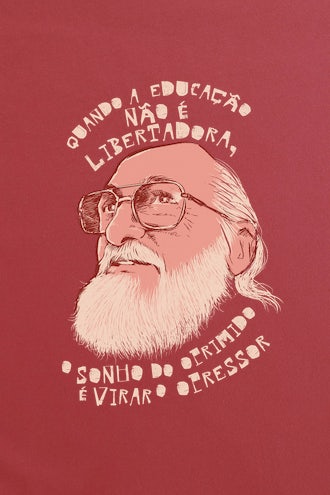 QUANDO A EDUCAÇÃO
NÃO É
LIBERTADORA,
O SONHO DO OPRIMIDO
É VIRAR O OPRESSOR